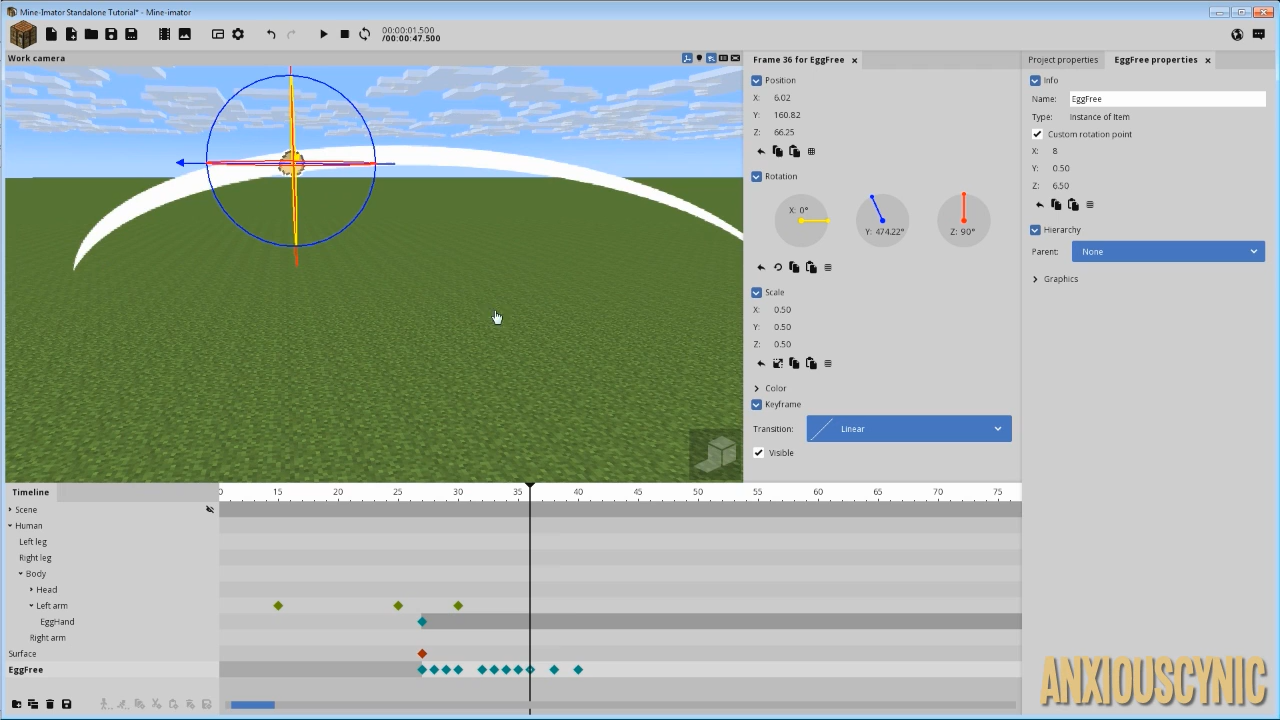 Mine-Imator Standalone Tutorial* - Mine-imator
00:00:01.500
/00:00:47.500
Work camera
Frame 36 for EggFree
Position
X: 6.02
Y: 160.82
Z: 66.25
Rotation
X: 0°
Y: 474.22°
Z: 90°
Scale
X: 0.50
Y: 0.50
Z: 0.50
Color
Keyframe
Transition: Linear
Visible
Project properties
EggFree properties
Info
Name: EggFree
Type: Instance of Item
Custom rotation point
X: 8
Y: 0.50
Z: 6.50
Hierarchy
Parent: None
Graphics
Timeline
0 15 20 25 30 35 40 45 50 55 60 65 70 75
Scene
Human
Left leg
Right leg
Body
Head
Left arm
EggHand
Right arm
Surface
EggFree
ANXIOUSCYNIC